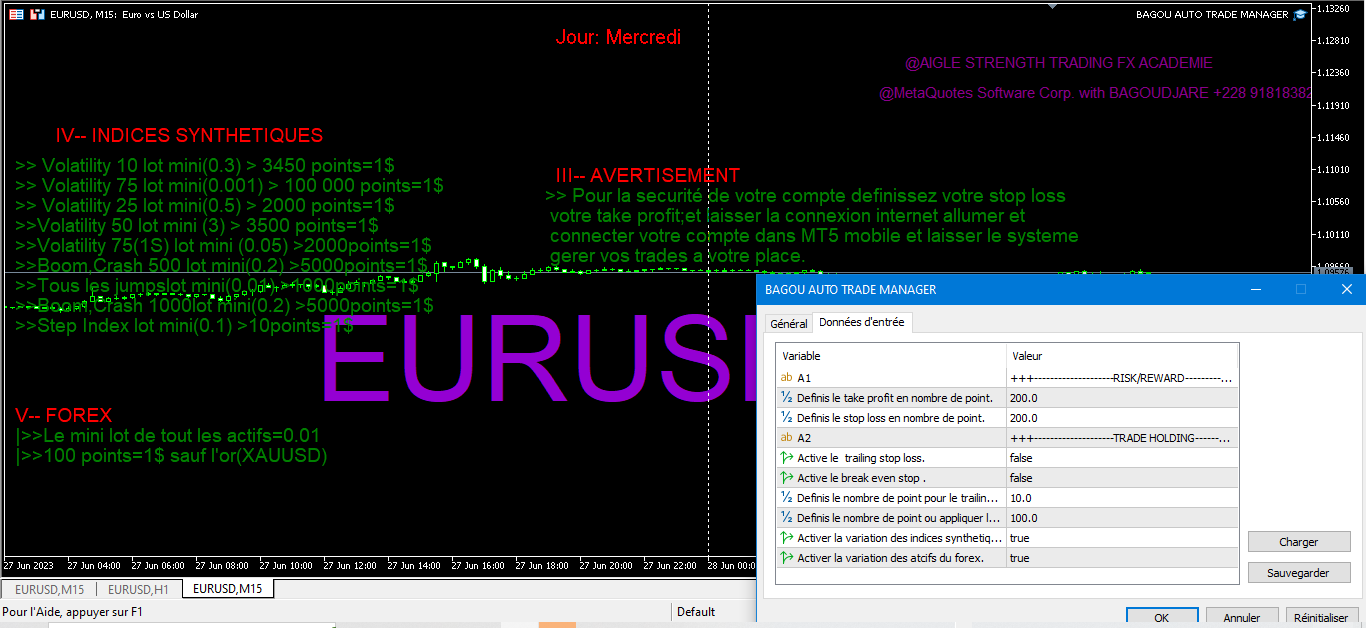 EURUSD, M15: Euro vs US Dollar
BAGOU AUTO TRADE MANAGER
Jour: Mercredi
@AIGLE STRENGTH TRADING FX ACADEMIE
@MetaQuotes Software Corp. with BAGOUDJARE +228 91818382
IV-- INDICES SYNTHETIQUES
>> Volatility 10 lot mini(0.3) > 3450 points=1$
>> Volatility 75 lot mini(0.001) > 100 000 points=1$
>> Volatility 25 lot mini(0.5) > 2000 points=1$
>>Volatility 50 lot mini (3) > 3500 points=1$
>>Volatility 75(1S) lot mini (0.05) >2000points=1$
>>Boom,Crash 500 lot mini(0.2) >5000points=1$
>>Tous les jumpslot mini(0.01) >1000points=1$
>>Boom,Crash 1000lot mini(0.2) >5000points=1$
>>Step Index lot mini(0.1) >10points=1$
III-- AVERTISEMENT
>> Pour la securité de votre compte definissez votre stop loss
votre take profit;et laisser la connexion internet allumer et
connecter votre compte dans MT5 mobile et laisser le systeme
gerer vos trades a votre place.
EURUSD
V-- FOREX
|>>Le mini lot de tout les actifs=0.01
|>>100 points=1$ sauf l'or(XAUUSD)
1.13260
1.12810
1.12360
1.11910
1.11460
1.11010
1.10560
1.10110
1.09660
1.09576
BAGOU AUTO TRADE MANAGER
Général
Données d'entrée
Variable
Valeur
ab A1
+++--------------------RISK/REWARD---------...
½ Definis le take profit en nombre de point.
200.0
½ Definis le stop loss en nombre de point.
200.0
ab A2
+++--------------------TRADE HOLDING------...
Active le trailing stop loss.
false
Active le break even stop .
false
½ Definis le nombre de point pour le trailin...
10.0
½ Definis le nombre de point ou appliquer l...
100.0
Activer la variation des indices synthetiq...
true
Activer la variation des atcifs du forex.
true
Charger
Sauvegarder
OK
Annuler
Réinitialiser
27 Jun 2023
27 Jun 04:00
27 Jun 06:00
27 Jun 08:00
27 Jun 10:00
27 Jun 12:00
27 Jun 14:00
27 Jun 16:00
27 Jun 18:00
27 Jun 20:00
27 Jun 22:00
28 Jun 00:0
EURUSD,M15
EURUSD,H1
EURUSD,M15
Pour l'Aide, appuyer sur F1
Default